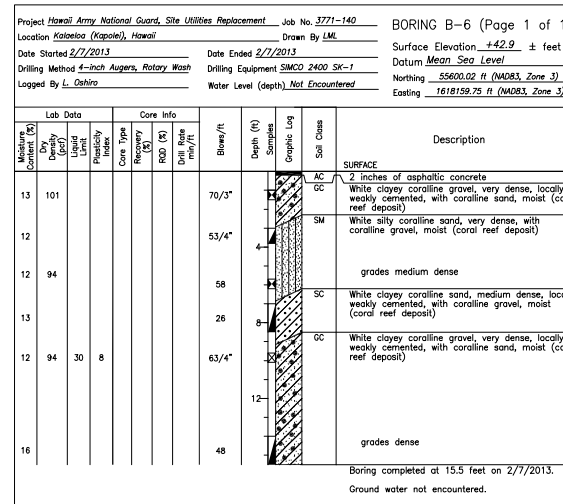 Project Hawaii Army National Guard, Site Utilities Replacement Job No. 3771-140
Location Kalaeloa (Kapolei), Hawaii Drawn By LML
Date Started 2/7/2013 Date Ended 2/7/2013
Drilling Method 4-inch Augers, Rotary Wash Drilling Equipment SIMCO 2400 SK-1
Logged By L. Oshiro Water Level (depth) Not Encountered
BORING B-6 (Page 1 of 1
Surface Elevation +42.9 ± feet
Datum Mean Sea Level
Northing 55600.02 ft (NAD83, Zone 3)
Easting 1618159.75 ft (NAD83, Zone 3)
Lab Data Core Info
Moisture Content (%) Dry Density (pcf) Liquid Limit Plasticity Index Core Type Recovery (%) RQD (%) Drill Rate min/ft Blows/ft Depth (ft) Samples Graphic Log Soil Class Description
SURFACE
AC 2 inches of asphaltic concrete
13 101 70/3" GC White clayey coralline gravel, very dense, locally
weakly cemented, with coralline sand, moist (co
reef deposit)
12 53/4" SM White silty coralline sand, very dense, with
coralline gravel, moist (coral reef deposit)
4
12 94 58 grades medium dense
13 26 SC White clayey coralline sand, medium dense, loc
weakly cemented, with coralline gravel, moist
(coral reef deposit)
8
12 94 30 8 63/4" GC White clayey coralline gravel, very dense, locally
weakly cemented, with coralline sand, moist (co
reef deposit)
12
16 48 grades dense
Boring completed at 15.5 feet on 2/7/2013.
Ground water not encountered.